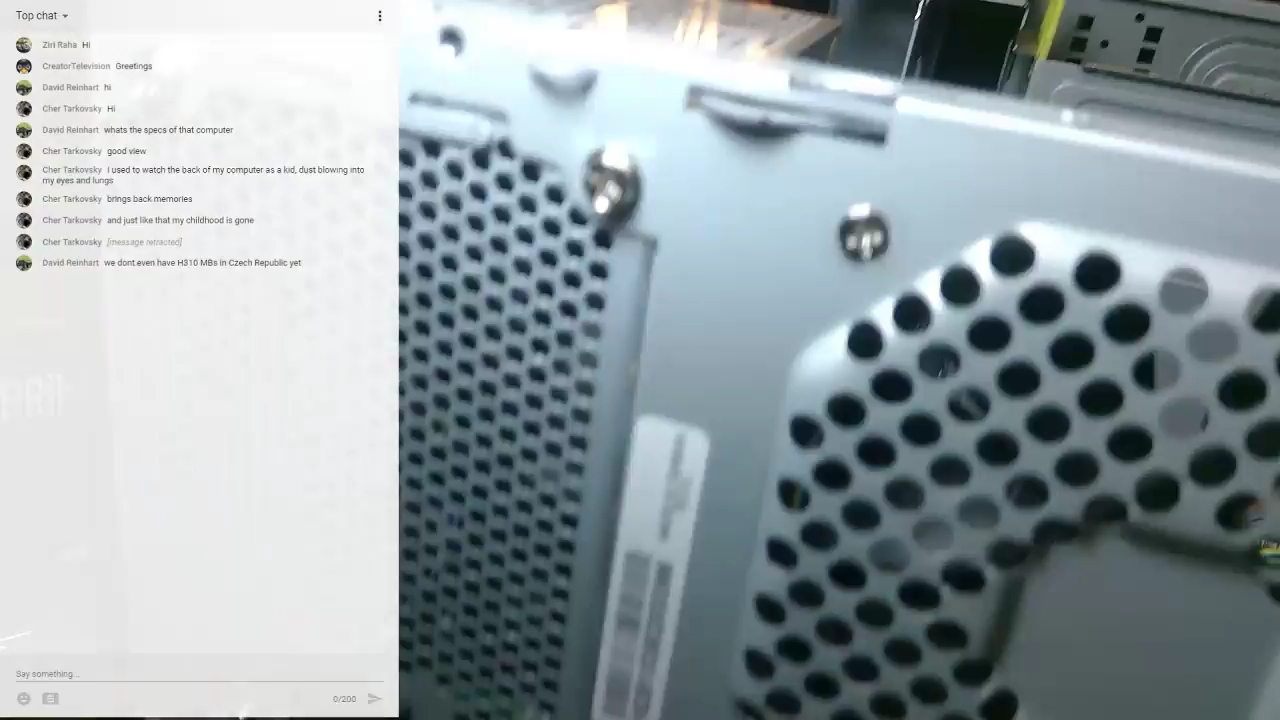 Top chat
Ziri Raha Hi
CreatorTelevision Greetings
David Reinhart hi
Cher Tarkovsky Hi
David Reinhart whats the specs of that computer
Cher Tarkovsky good view
Cher Tarkovsky I used to watch the back of my computer as a kid, dust blowing into
my eyes and lungs
Cher Tarkovsky brings back memories
Cher Tarkovsky and just like that my childhood is gone
Cher Tarkovsky [message retracted]
David Reinhart we dont even have H310 MBs in Czech Republic yet
Say something...
0/200